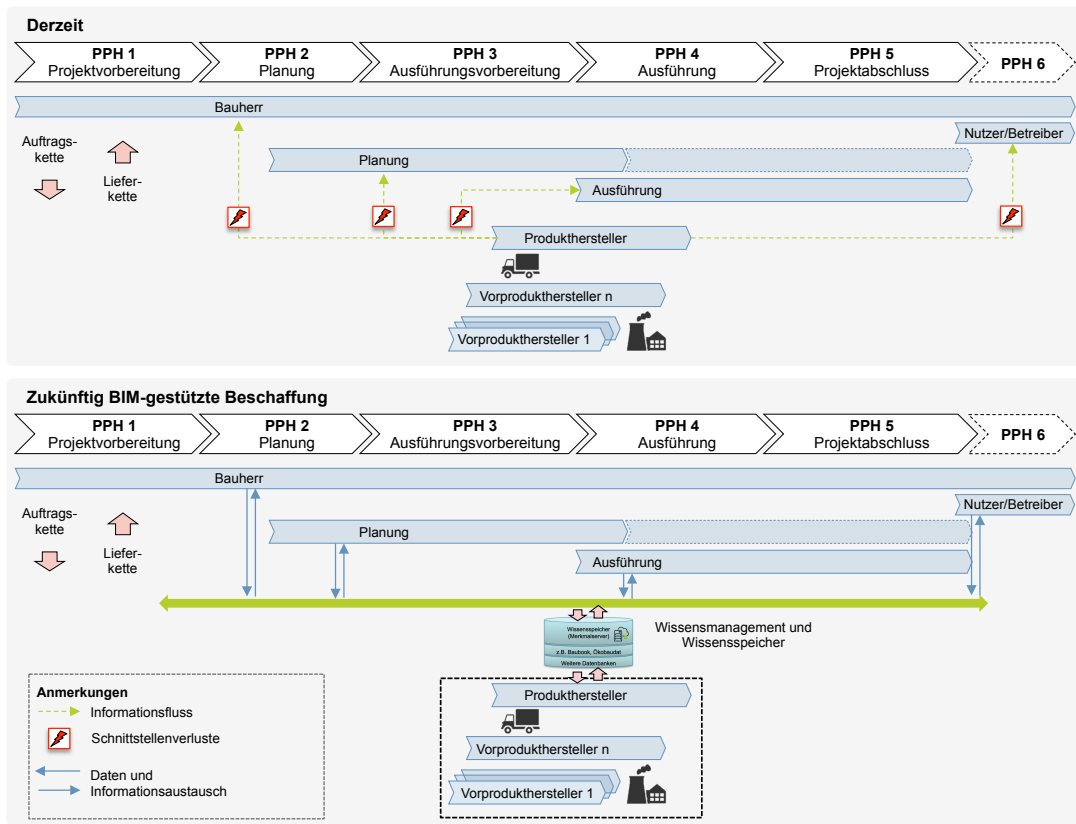 Derzeit
PPH 1
Projektvorbereitung
PPH 2
Planung
PPH 3
Ausführungsvorbereitung
PPH 4
Ausführung
PPH 5
Projektabschluss
PPH 6
Bauherr
Nutzer/Betreiber
Auftrags-
kette
Liefer-
kette
Planung
Ausführung
Produkthersteller
Vorprodukthersteller n
Vorprodukthersteller 1
Zukünftig BIM-gestützte Beschaffung
PPH 1
Projektvorbereitung
PPH 2
Planung
PPH 3
Ausführungsvorbereitung
PPH 4
Ausführung
PPH 5
Projektabschluss
PPH 6
Bauherr
Nutzer/Betreiber
Auftrags-
kette
Liefer-
kette
Planung
Ausführung
Wissensspeicher
(Merkmalserver)
z.B. Baubook, Ökobaudat
Weitere Datenbanken
Wissensmanagement und
Wissensspeicher
Produkthersteller
Vorprodukthersteller n
Vorprodukthersteller 1
Anmerkungen
Informationsfluss
Schnittstellenverluste
Daten und
Informationsaustausch